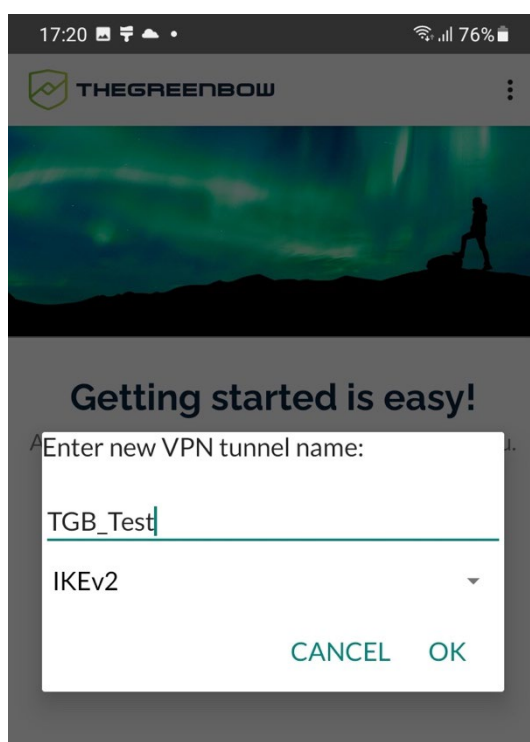 17:20 76%
THEGREENBOW
Getting started is easy!
Enter new VPN tunnel name:
TGB_Test
IKEv2
CANCEL OK